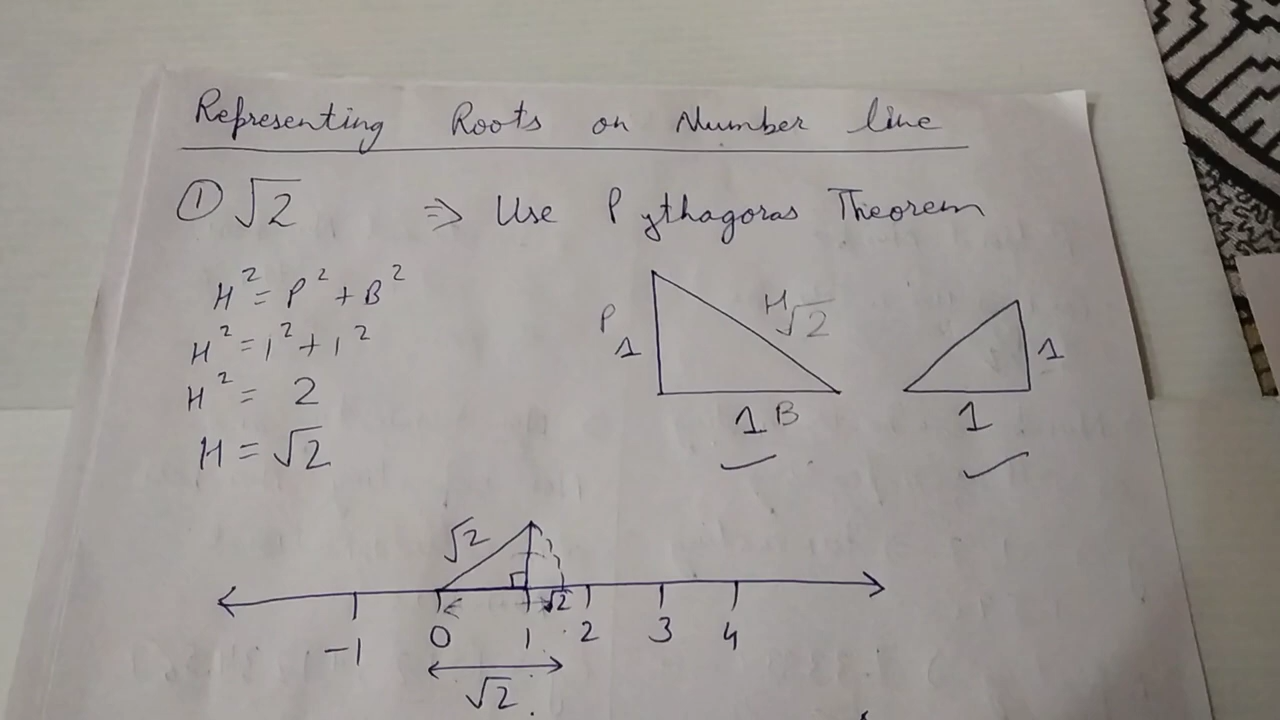 Representing Roots on Number line
① √2 ⇒ Use Pythagoras Theorem
H² = P² + B²
H² = 1² + 1²
H² = 2
H = √2
P
1
H √2
1 B
1
1
√2
√2
-1 0 1 2 3 4
√2